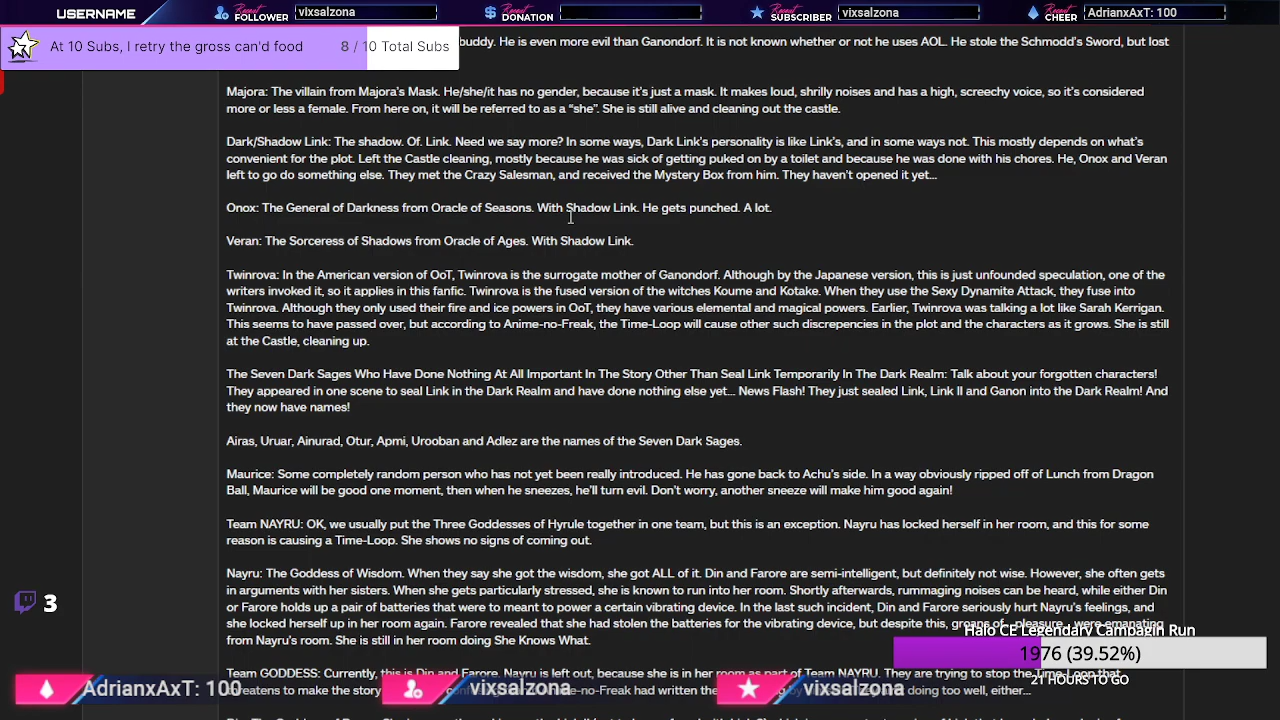 USERNAME
Recent FOLLOWER vixsalzona
Recent DONATION
Recent SUBSCRIBER vixsalzona
Recent CHEER AdrianxAxT: 100
At 10 Subs, I retry the gross can'd food 8 / 10 Total Subs
buddy. He is even more evil than Ganondorf. It is not known whether or not he uses AOL. He stole the Schmodd's Sword, but lost
Majora: The villain from Majora's Mask. He/she/it has no gender, because it's just a mask. It makes loud, shrilly noises and has a high, screechy voice, so it's considered
more or less a female. From here on, it will be referred to as a “she”. She is still alive and cleaning out the castle.
Dark/Shadow Link: The shadow. Of. Link. Need we say more? In some ways, Dark Link's personality is like Link's, and in some ways not. This mostly depends on what's
convenient for the plot. Left the Castle cleaning, mostly because he was sick of getting puked on by a toilet and because he was done with his chores. He, Onox and Veran
left to go do something else. They met the Crazy Salesman, and received the Mystery Box from him. They haven't opened it yet...
Onox: The General of Darkness from Oracle of Seasons. With Shadow Link. He gets punched. A lot.
Veran: The Sorceress of Shadows from Oracle of Ages. With Shadow Link.
Twinrova: In the American version of OoT, Twinrova is the surrogate mother of Ganondorf. Although by the Japanese version, this is just unfounded speculation, one of the
writers invoked it, so it applies in this fanfic. Twinrova is the fused version of the witches Koume and Kotake. When they use the Sexy Dynamite Attack, they fuse into
Twinrova. Although they only used their fire and ice powers in OoT, they have various elemental and magical powers. Earlier, Twinrova was talking a lot like Sarah Kerrigan.
This seems to have passed over, but according to Anime-no-Freak, the Time-Loop will cause other such discrepencies in the plot and the characters as it grows. She is still
at the Castle, cleaning up.
The Seven Dark Sages Who Have Done Nothing At All Important In The Story Other Than Seal Link Temporarily In The Dark Realm: Talk about your forgotten characters!
They appeared in one scene to seal Link in the Dark Realm and have done nothing else yet... News Flash! They just sealed Link, Link II and Ganon into the Dark Realm! And
they now have names!
Airas, Uruar, Ainurad, Otur, Apmi, Urooban and Adlez are the names of the Seven Dark Sages.
Maurice: Some completely random person who has not yet been really introduced. He has gone back to Achu's side. In a way obviously ripped off of Lunch from Dragon
Ball, Maurice will be good one moment, then when he sneezes, he'll turn evil. Don't worry, another sneeze will make him good again!
Team NAYRU: OK, we usually put the Three Goddesses of Hyrule together in one team, but this is an exception. Nayru has locked herself in her room, and this for some
reason is causing a Time-Loop. She shows no signs of coming out.
Nayru: The Goddess of Wisdom. When they say she got the wisdom, she got ALL of it. Din and Farore are semi-intelligent, but definitely not wise. However, she often gets
in arguments with her sisters. When she gets particularly stressed, she is known to run into her room. Shortly afterwards, rummaging noises can be heard, while either Din
or Farore holds up a pair of batteries that were to meant to power a certain vibrating device. In the last such incident, Din and Farore seriously hurt Nayru's feelings, and
she locked herself up in her room again. Farore revealed that she had stolen the batteries for the vibrating device, but despite this, groans of pleasure were emanating
from Nayru's room. She is still in her room doing She Knows What.
3
Halo CE Legendary Campagin Run
1976 (39.52%)
21 HOURS TO GO
Team GODDESS: Currently, this is Din and Farore. Nayru is left out, because she is in her room as part of Team NAYRU. They are trying to stop the Time-Loop that
threatens to make the story Anime-no-Freak had written the doing too well, either...
AdrianxAxT: 100
vixsalzona
vixsalzona